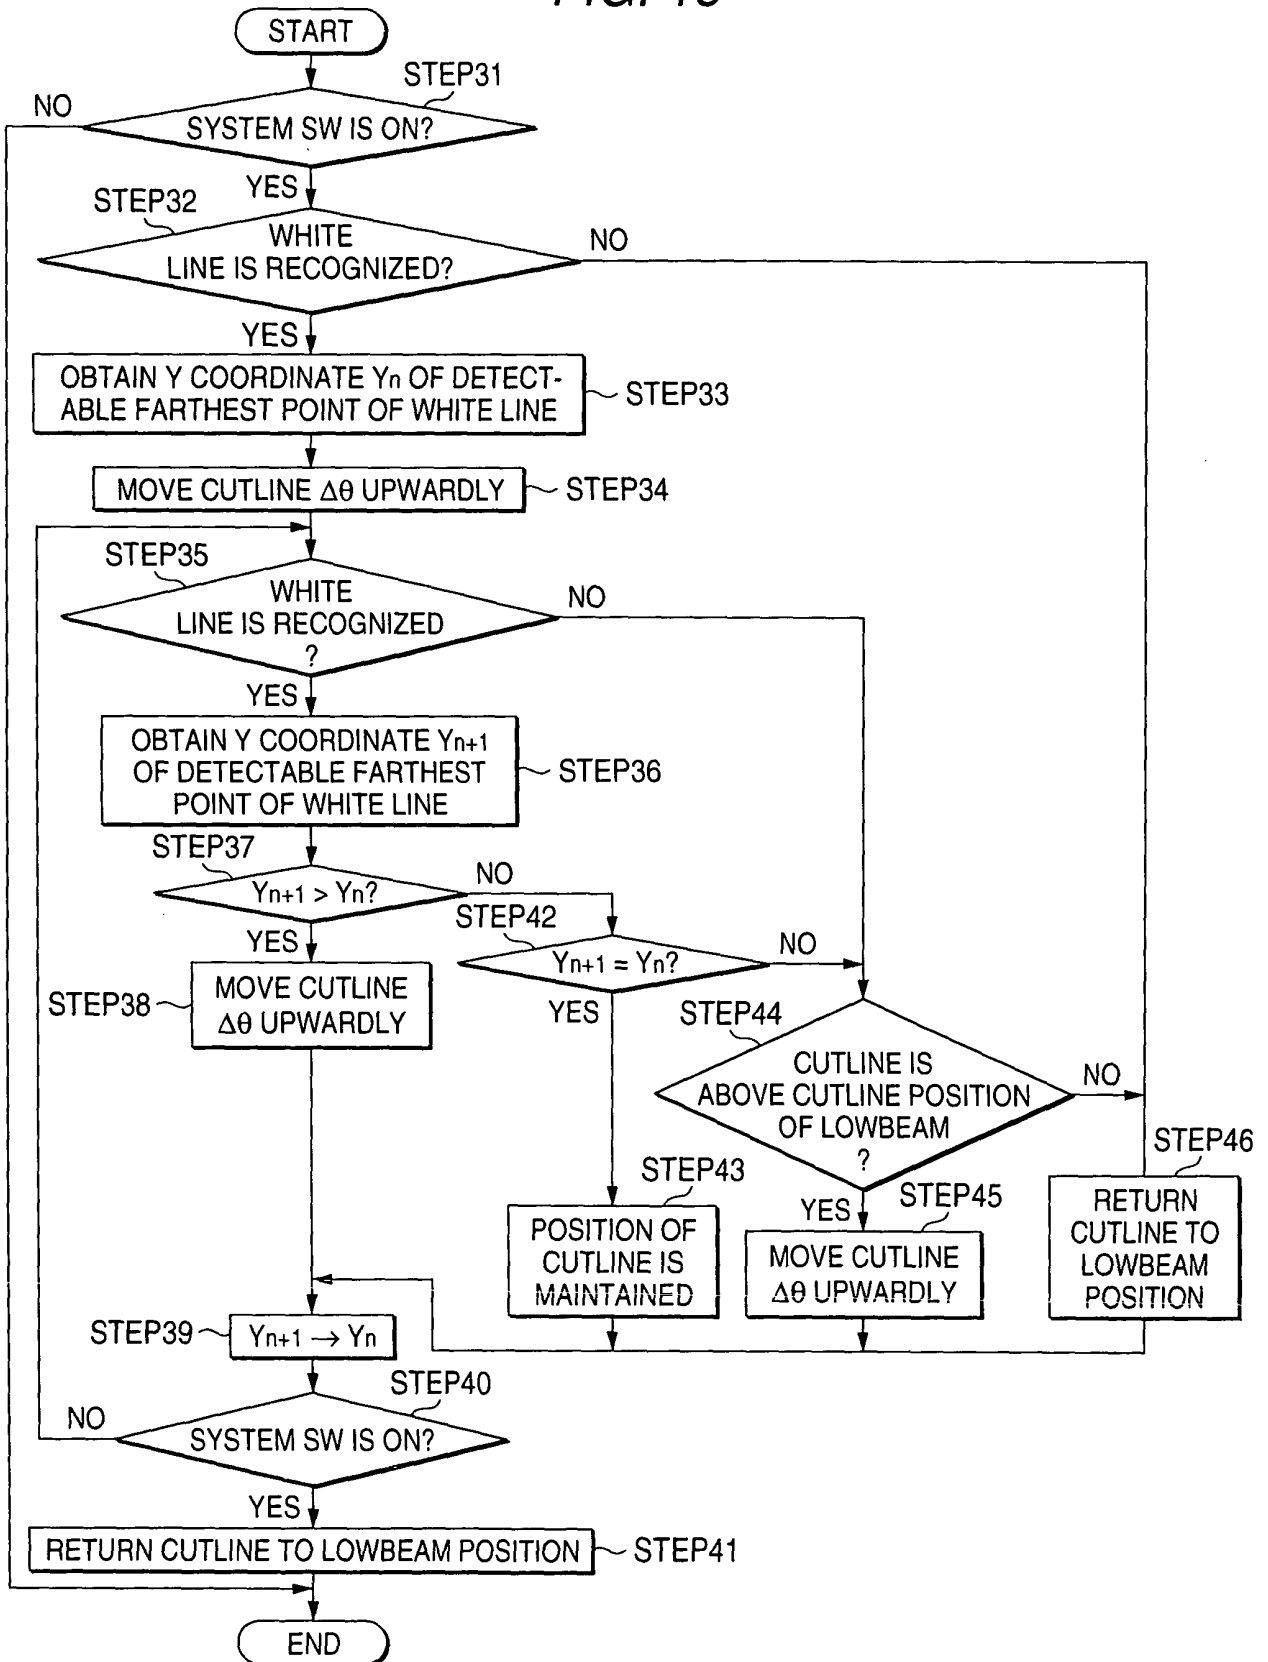 START
STEP31
NO
SYSTEM SW IS ON?
YES
STEP32
WHITE
LINE IS RECOGNIZED?
NO
YES
OBTAIN Y COORDINATE Yn OF DETECT-
ABLE FARTHEST POINT OF WHITE LINE
STEP33
MOVE CUTLINE Δθ UPWARDLY
STEP34
STEP35
WHITE
LINE IS RECOGNIZED
?
NO
YES
OBTAIN Y COORDINATE Yn+1
OF DETECTABLE FARTHEST
POINT OF WHITE LINE
STEP36
STEP37
Yn+1 > Yn?
NO
YES
STEP42
Yn+1 = Yn?
NO
YES
STEP38
MOVE CUTLINE
Δθ UPWARDLY
STEP44
CUTLINE IS
ABOVE CUTLINE POSITION
OF LOWBEAM
?
NO
YES
STEP43
POSITION OF
CUTLINE IS
MAINTAINED
STEP45
MOVE CUTLINE
Δθ UPWARDLY
STEP46
RETURN
CUTLINE TO
LOWBEAM
POSITION
STEP39
Yn+1 → Yn
STEP40
NO
SYSTEM SW IS ON?
YES
RETURN CUTLINE TO LOWBEAM POSITION
STEP41
END